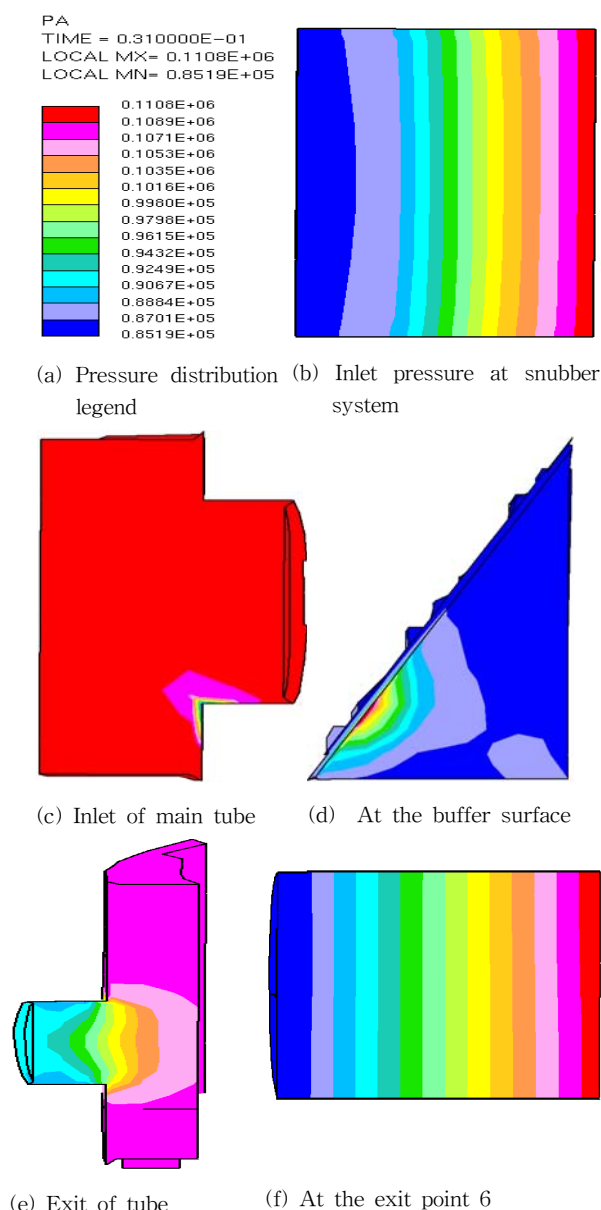 PA
TIME = 0.310000E-01
LOCAL MX= 0.1108E+06
LOCAL MN= 0.8519E+05
0.1108E+06
0.1089E+06
0.1071E+06
0.1053E+06
0.1035E+06
0.1016E+06
0.9980E+05
0.9798E+05
0.9615E+05
0.9432E+05
0.9249E+05
0.9067E+05
0.8884E+05
0.8701E+05
0.8519E+05
(a) Pressure distribution
legend
(b) Inlet pressure at snubber
system
(c) Inlet of main tube
(d) At the buffer surface
(e) Exit of tube
(f) At the exit point 6